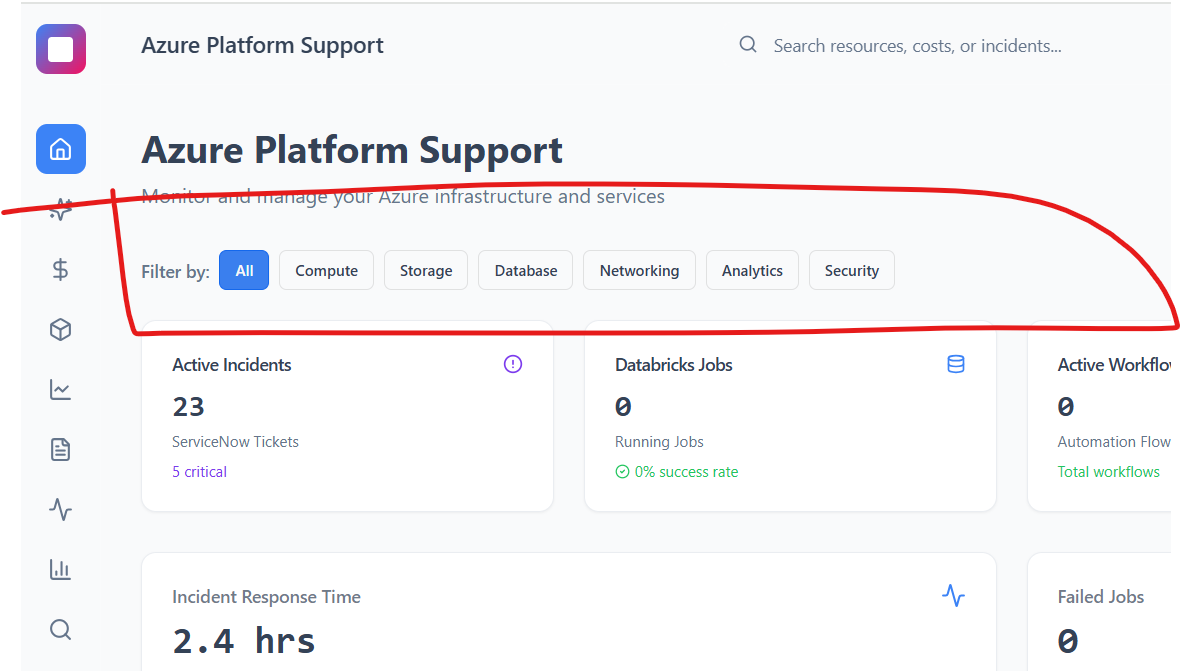 Azure Platform Support
Search resources, costs, or incidents...
Azure Platform Support
Monitor and manage your Azure infrastructure and services
Filter by: All Compute Storage Database Networking Analytics Security
Active Incidents
23
ServiceNow Tickets
5 critical
Databricks Jobs
0
Running Jobs
0% success rate
Active Workflo
0
Automation Flow
Total workflows
Incident Response Time
2.4 hrs
Failed Jobs
0